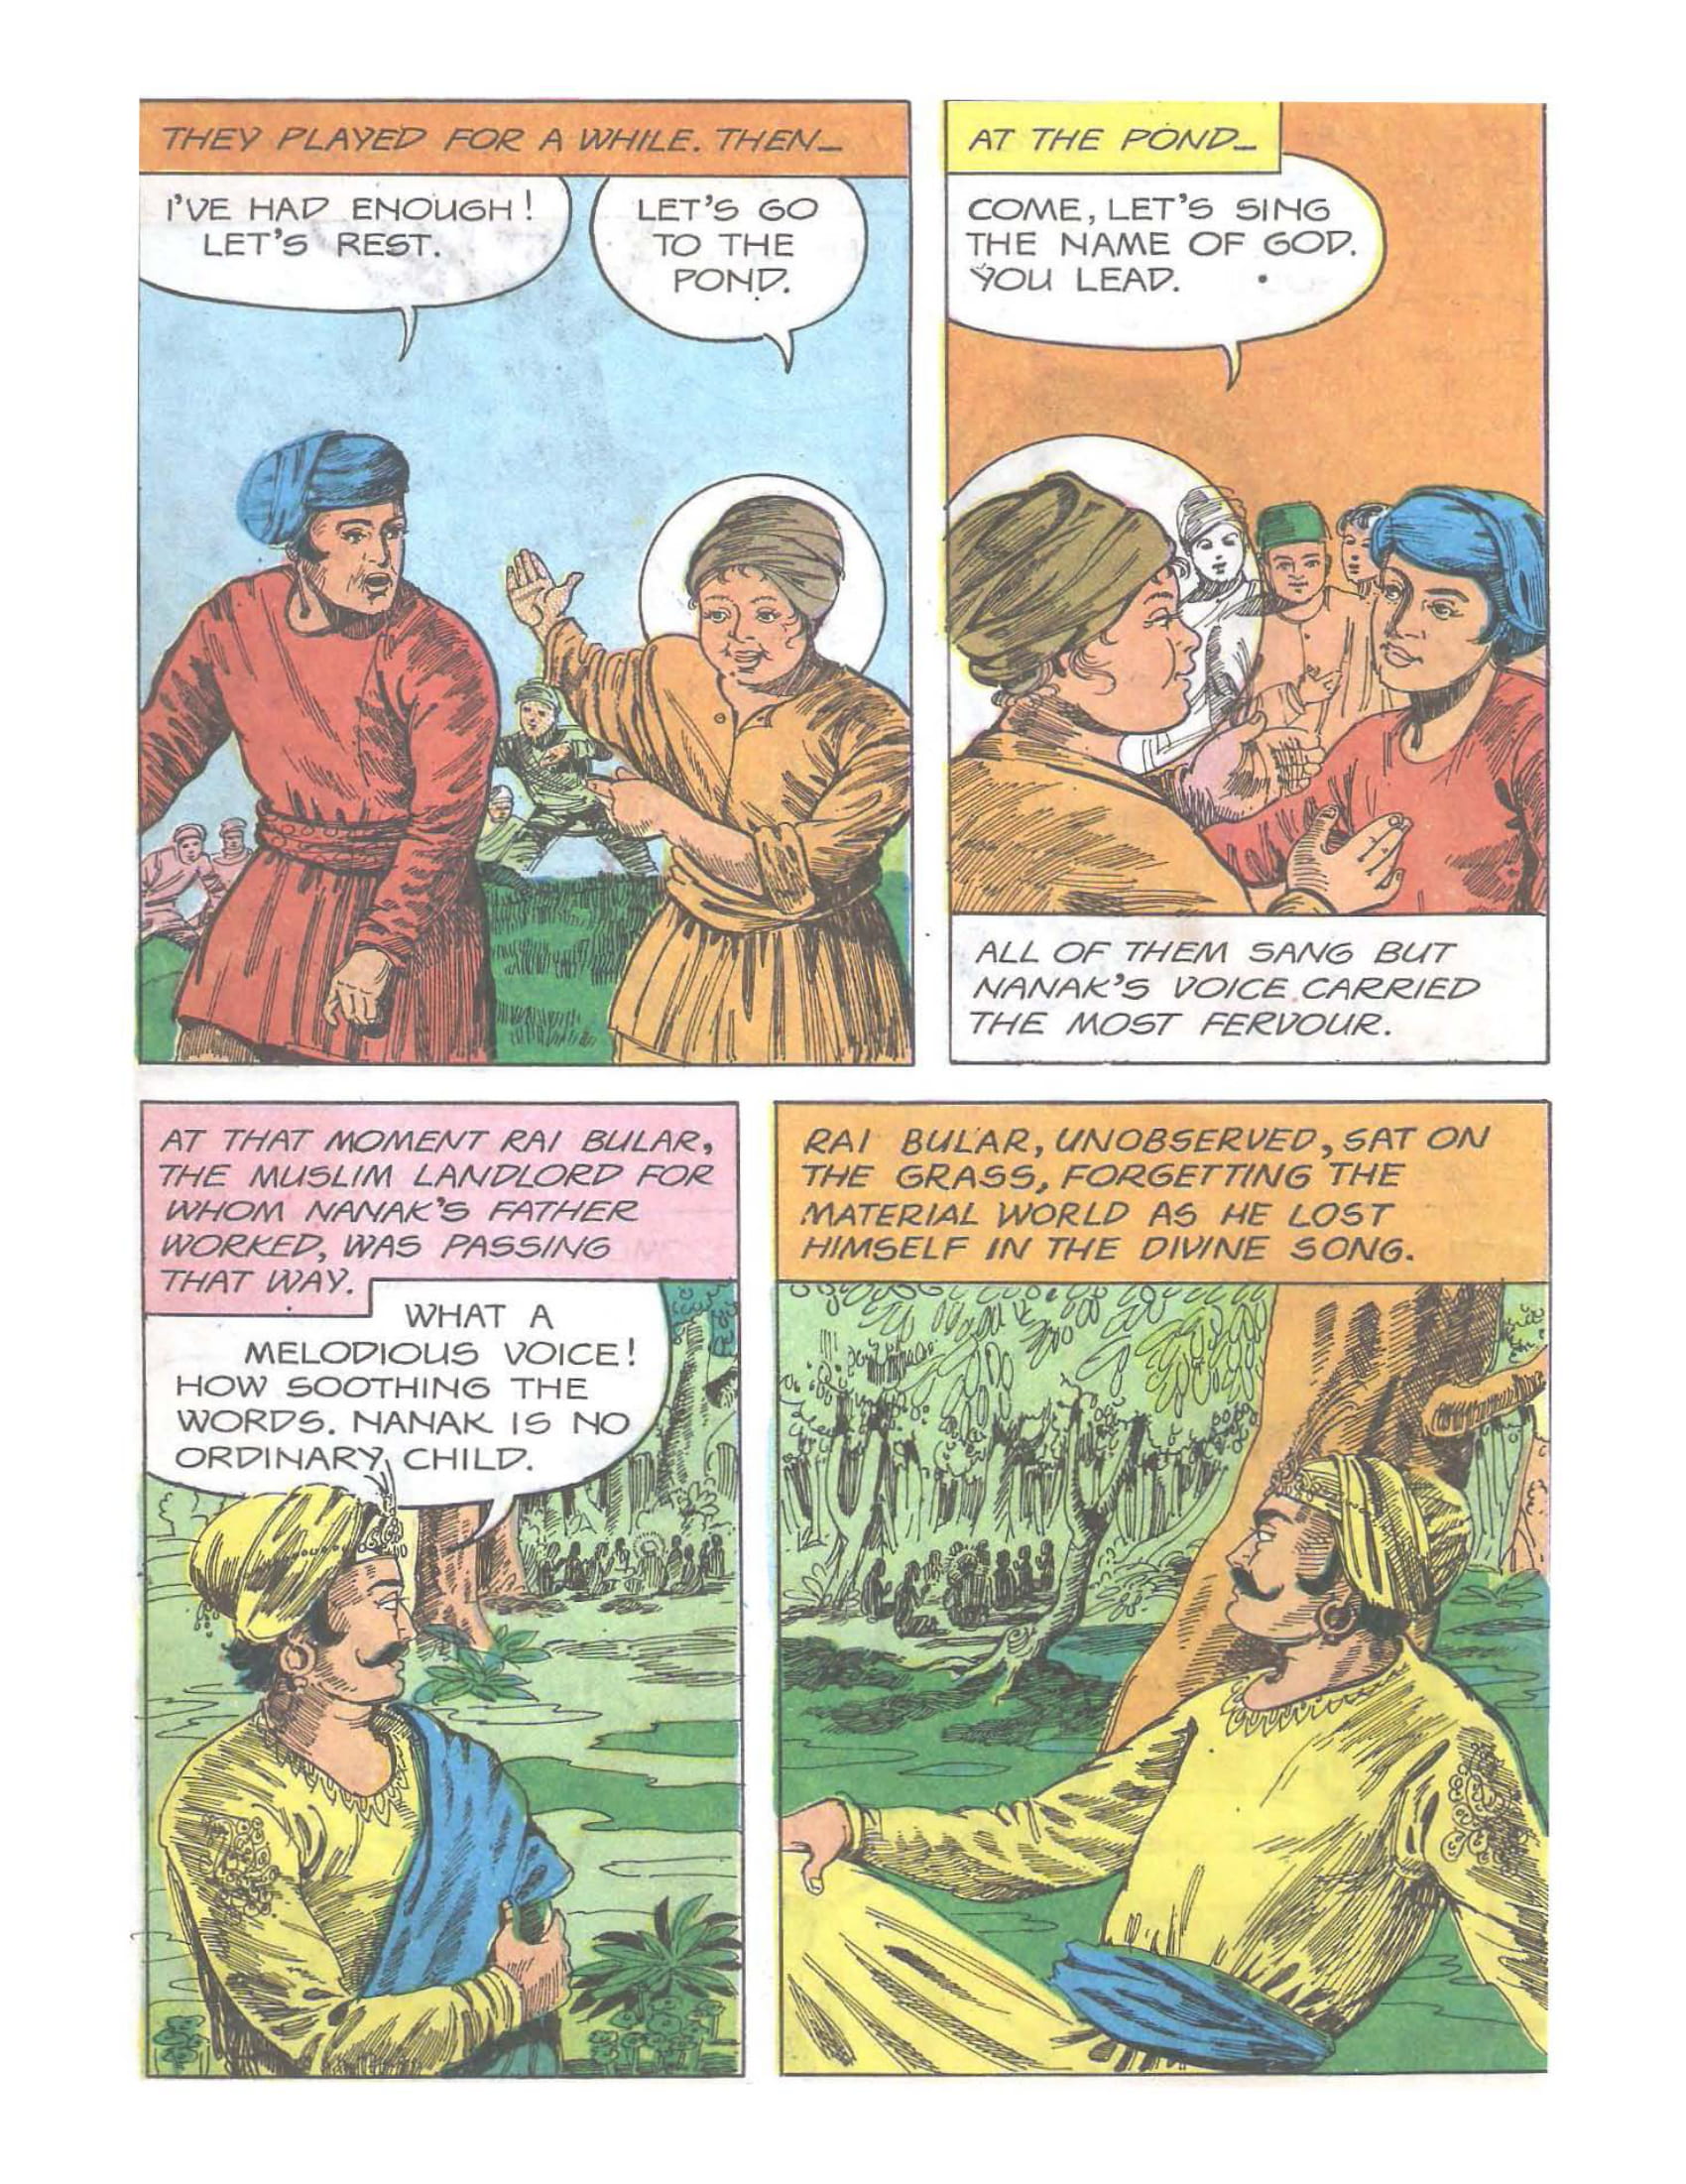 THEY PLAYED FOR A WHILE. THEN_
I'VE HAD ENOUGH!
LET'S REST.
LET'S GO
TO THE
POND.
AT THE POND_
COME, LET'S SING
THE NAME OF GOD.
YOU LEAD.
ALL OF THEM SANG BUT
NANAK'S VOICE CARRIED
THE MOST FERVOUR.
AT THAT MOMENT RAI BULAR,
THE MUSLIM LANDLORD FOR
WHOM NANAK'S FATHER
WORKED, WAS PASSING
THAT WAY.
WHAT A
MELODIOUS VOICE!
HOW SOOTHING THE
WORDS. NANAK IS NO
ORDINARY CHILD.
RAI BULAR, UNOBSERVED, SAT ON
THE GRASS, FORGETTING THE
MATERIAL WORLD AS HE LOST
HIMSELF IN THE DIVINE SONG.